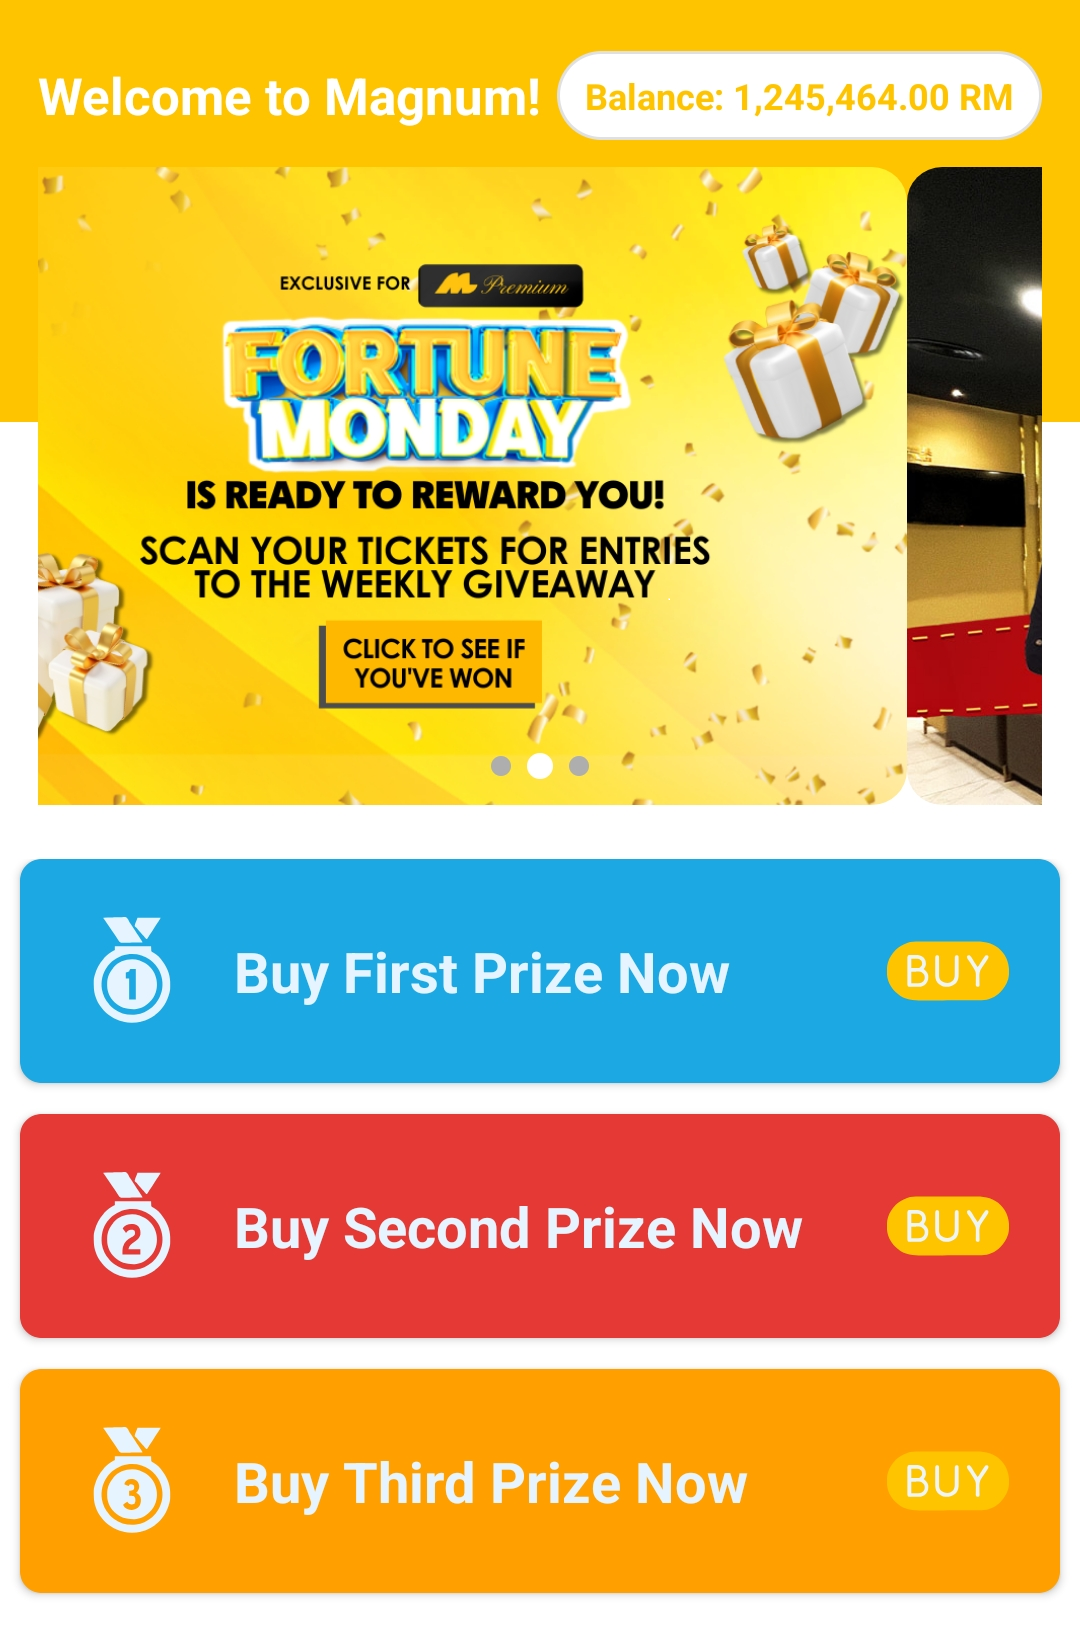 Welcome to Magnum!
Balance: 1,245,464.00 RM
EXCLUSIVE FOR M Premium
FORTUNE
MONDAY
IS READY TO REWARD YOU!
SCAN YOUR TICKETS FOR ENTRIES
TO THE WEEKLY GIVEAWAY
CLICK TO SEE IF
YOU'VE WON
1
Buy First Prize Now
BUY
2
Buy Second Prize Now
BUY
3
Buy Third Prize Now
BUY